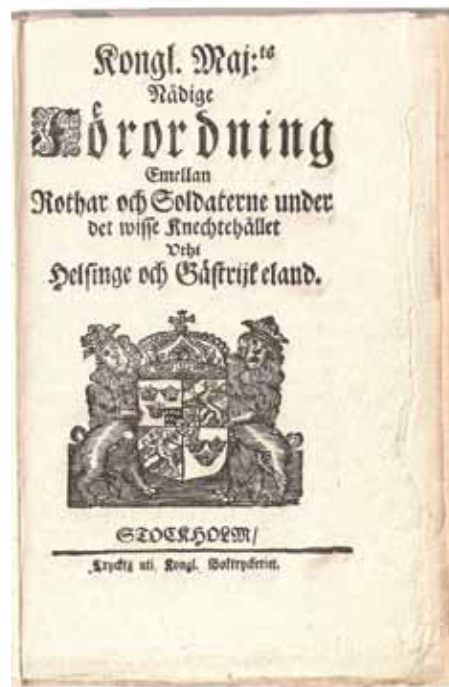 Kongl. Maj:ts
Nådige
Förordning
Emellan
Rothar och Soldaterne under
det wisse Knechtehållet
Vthi
Helsinge och Gästrijkeland.
STOCKHOLM/
Tryckt uti Kongl. Boktryckeriet.